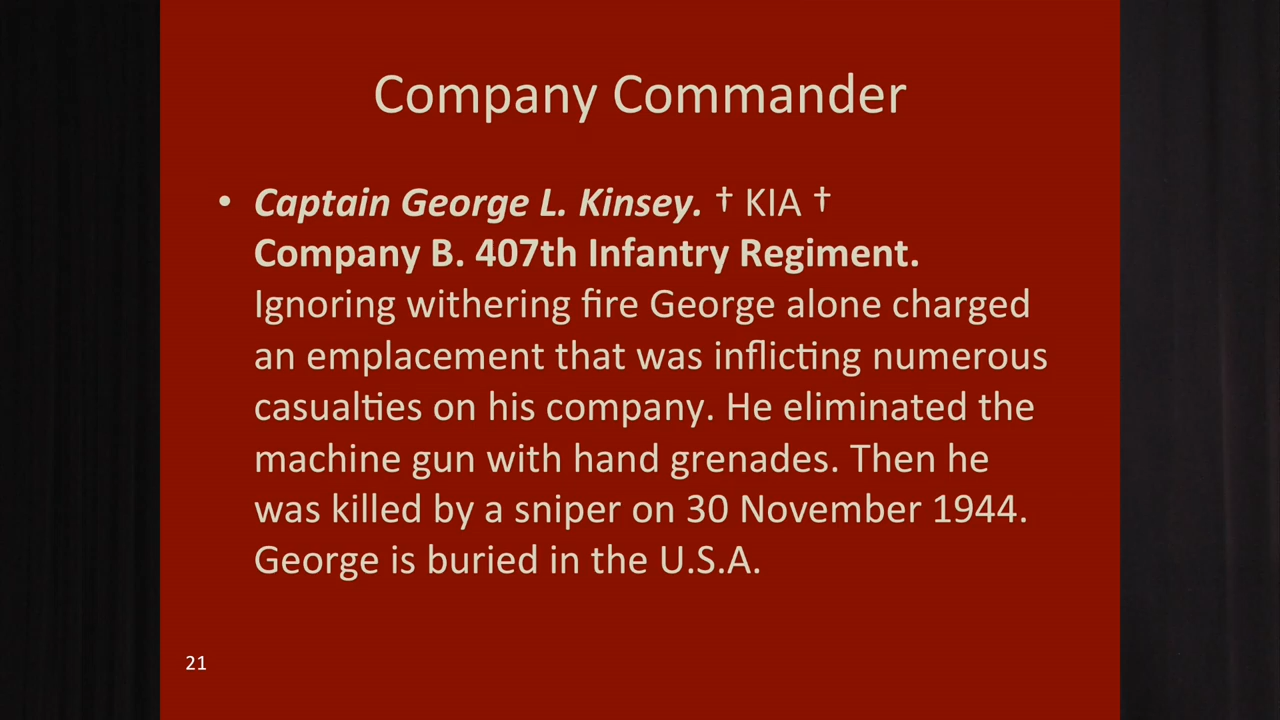 Company Commander
• Captain George L. Kinsey. † KIA †
Company B. 407th Infantry Regiment.
Ignoring withering fire George alone charged
an emplacement that was inflicting numerous
casualties on his company. He eliminated the
machine gun with hand grenades. Then he
was killed by a sniper on 30 November 1944.
George is buried in the U.S.A.
21